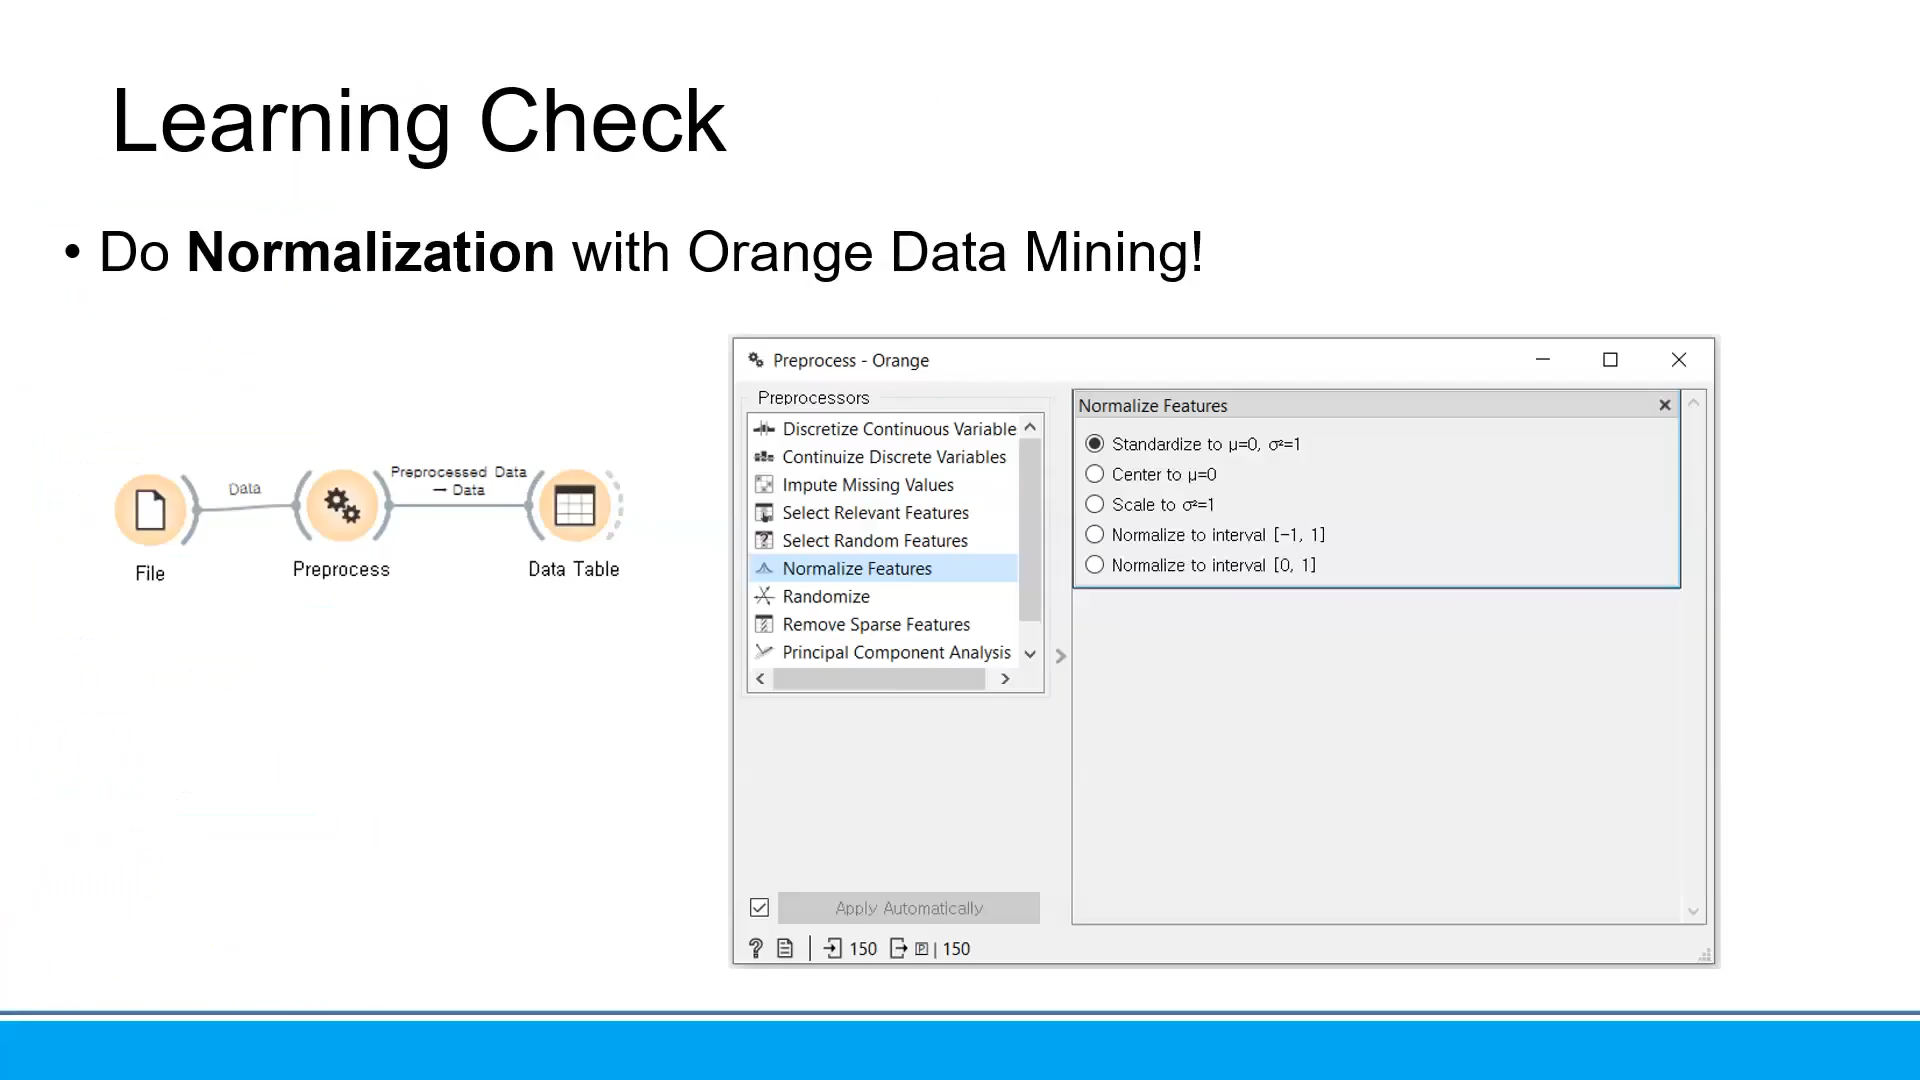 Learning Check
• Do Normalization with Orange Data Mining!
Data
Preprocessed Data
→ Data
File
Preprocess
Data Table
Preprocess - Orange
Preprocessors
Discretize Continuous Variable
Continuize Discrete Variables
Impute Missing Values
Select Relevant Features
Select Random Features
Normalize Features
Randomize
Remove Sparse Features
Principal Component Analysis
Normalize Features
Standardize to μ=0, σ²=1
Center to μ=0
Scale to σ²=1
Normalize to interval [-1, 1]
Normalize to interval [0, 1]
Apply Automatically
? 150 P | 150